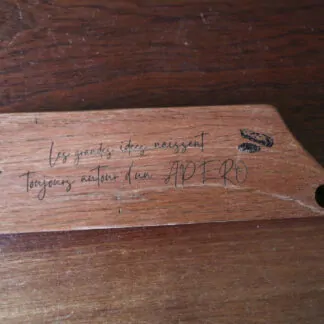 Les grandes idées naissent
toujours autour d'un APERO